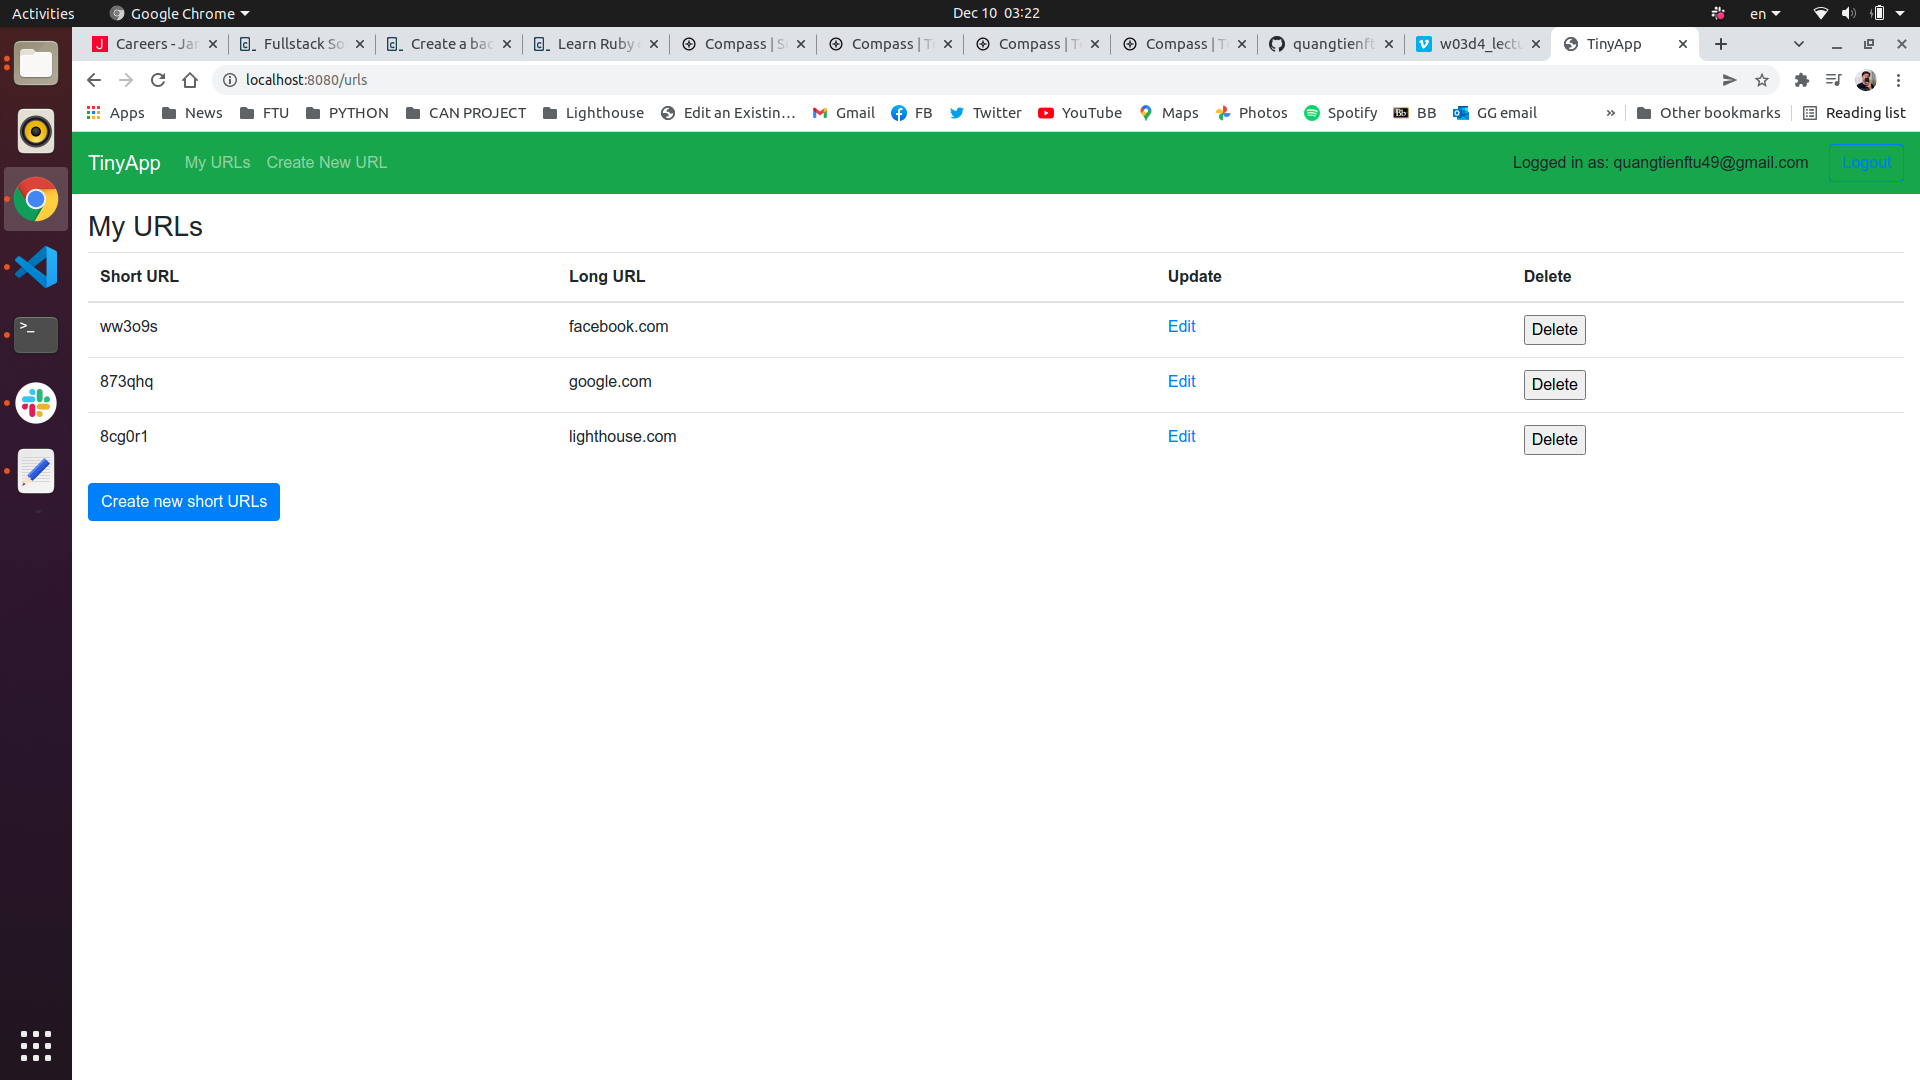 Activities Google Chrome Dec 10 03:22 en
Careers - Jar Fullstack So Create a bac Learn Ruby Compass | Compass | Compass | Compass | quangtienft w03d4_lectu TinyApp
localhost:8080/urls
Apps News FTU PYTHON CAN PROJECT Lighthouse Edit an Existin… Gmail FB Twitter YouTube Maps Photos Spotify BB GG email » Other bookmarks Reading list
TinyApp My URLs Create New URL Logged in as: quangtienftu49@gmail.com Logout
My URLs
Short URL Long URL Update Delete
ww3o9s facebook.com Edit Delete
873qhq google.com Edit Delete
8cg0r1 lighthouse.com Edit Delete
Create new short URLs